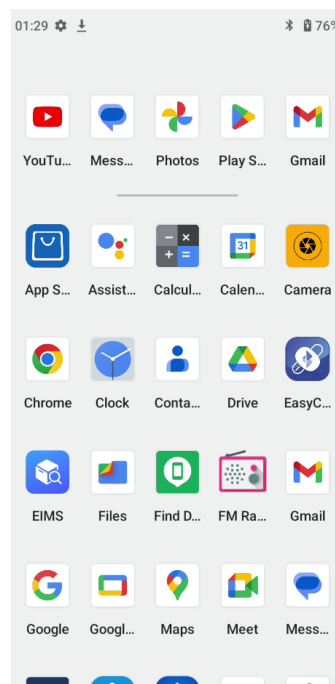 01:29 76%
YouTu... Mess... Photos Play S... Gmail
31
App S... Assist... Calcul... Calen... Camera
Chrome Clock Conta... Drive EasyC...
EIMS Files Find D... FM Ra... Gmail
Google Googl... Maps Meet Mess...